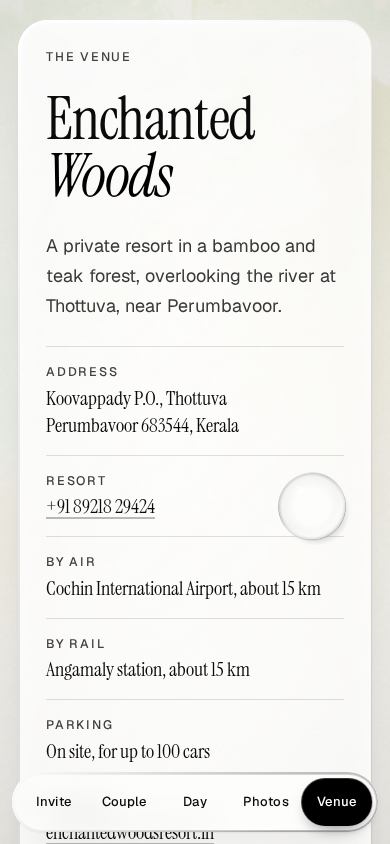 THE VENUE
Enchanted
Woods
A private resort in a bamboo and
teak forest, overlooking the river at
Thottuva, near Perumbavoor.
ADDRESS
Koovappady P.O., Thottuva
Perumbavoor 683544, Kerala
RESORT
+91 89218 29424
BY AIR
Cochin International Airport, about 15 km
BY RAIL
Angamaly station, about 15 km
PARKING
On site, for up to 100 cars
Invite Couple Day Photos Venue
enchantedwoodsresort.in